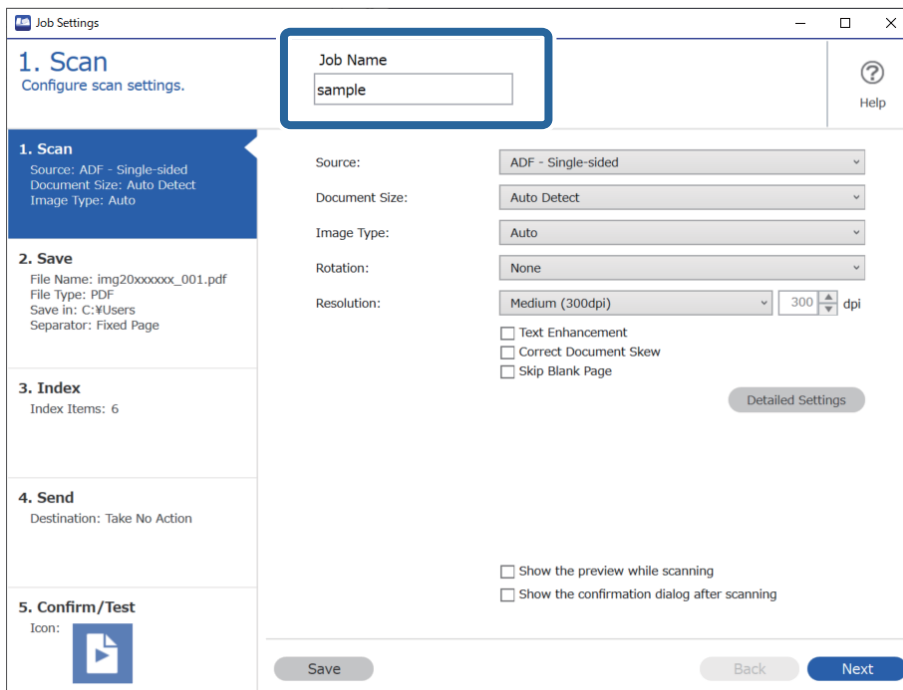 Job Settings
1. Scan
Configure scan settings.
Job Name
sample
Help
1. Scan
Source: ADF - Single-sided
Document Size: Auto Detect
Image Type: Auto
2. Save
File Name: img20xxxxxx_001.pdf
File Type: PDF
Save in: C:¥Users
Separator: Fixed Page
3. Index
Index Items: 6
4. Send
Destination: Take No Action
5. Confirm/Test
Icon:
Source: ADF - Single-sided
Document Size: Auto Detect
Image Type: Auto
Rotation: None
Resolution: Medium (300dpi) 300 dpi
Text Enhancement
Correct Document Skew
Skip Blank Page
Detailed Settings
Show the preview while scanning
Show the confirmation dialog after scanning
Save Back Next